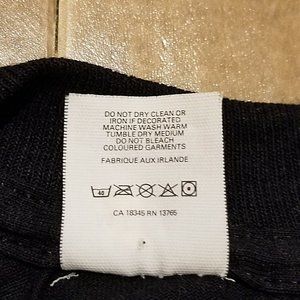 DO NOT DRY CLEAN OR
IRON IF DECORATED
MACHINE WASH WARM
TUMBLE DRY MEDIUM
DO NOT BLEACH
COLOURED GARMENTS
FABRIQUE AUX IRLANDE
40
CA 18345 RN 13765